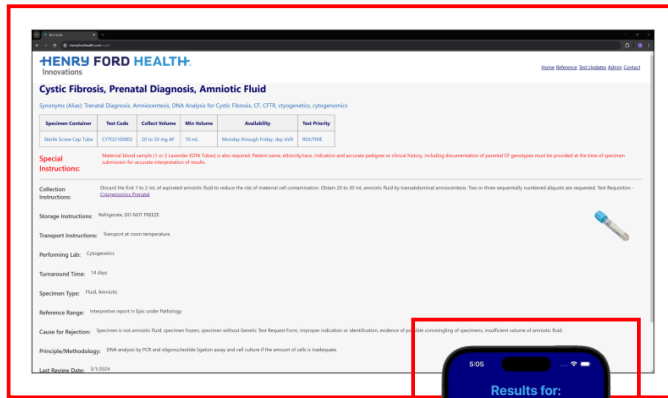 HENRY FORD HEALTH
Innovations
Home Reference Test Updates Admin Contact
Cystic Fibrosis, Prenatal Diagnosis, Amniotic Fluid
Synonyms (Alias): Trenatal Diagnosis, Amniocentesis, DNA Analysis for Cystic Fibrosis, CF, CFTR, ctyogenetics, cytogenomics
Specimen Container Test Code Collect Volume Min Volume Availability Test Priority
Sterile Screw Cap Tube CYTO2100003 20 to 30 mg AF 10 mL Monday through Friday, day shift ROUTINE
Special Instructions: Maternal blood sample (1 or 2 Lavender EDTA Tubes) is also required. Patient name, ethnicity/race, indication and accurate pedigree or clinical history, including documentation of parental CF genotypes must be provided at the time of specimen
submission for accurate interpretation of results.
Collection Instructions: Discard the first 1 to 2 mL of aspirated amniotic fluid to reduce the risk of maternal cell contamination. Obtain 20 to 30 mL amniotic fluid by transabdominal amniocentesis. Two or three sequentially numbered aliquots are requested. Test Requisition -
Cytogenomics Prenatal
Storage Instructions: Refrigerate, DO NOT FREEZE
Transport Instructions: Transport at room temperature.
Performing Lab: Cytogenetics
Turnaround Time: 14 days
Specimen Type: Fluid, Amniotic
Reference Range: Interpretive report in Epic under Pathology
Cause for Rejection: Specimen is not amniotic fluid, specimen frozen, specimen without Genetic Test Request Form, improper indication or identification, evidence of possible commingling of specimens, insufficient volume of amniotic fluid.
Principle/Methodology: DNA analysis by PCR and oligonucleotide ligation assay and cell culture if the amount of cells is inadequate.
Last Review Date: 3/1/2024
5:05
Results for: